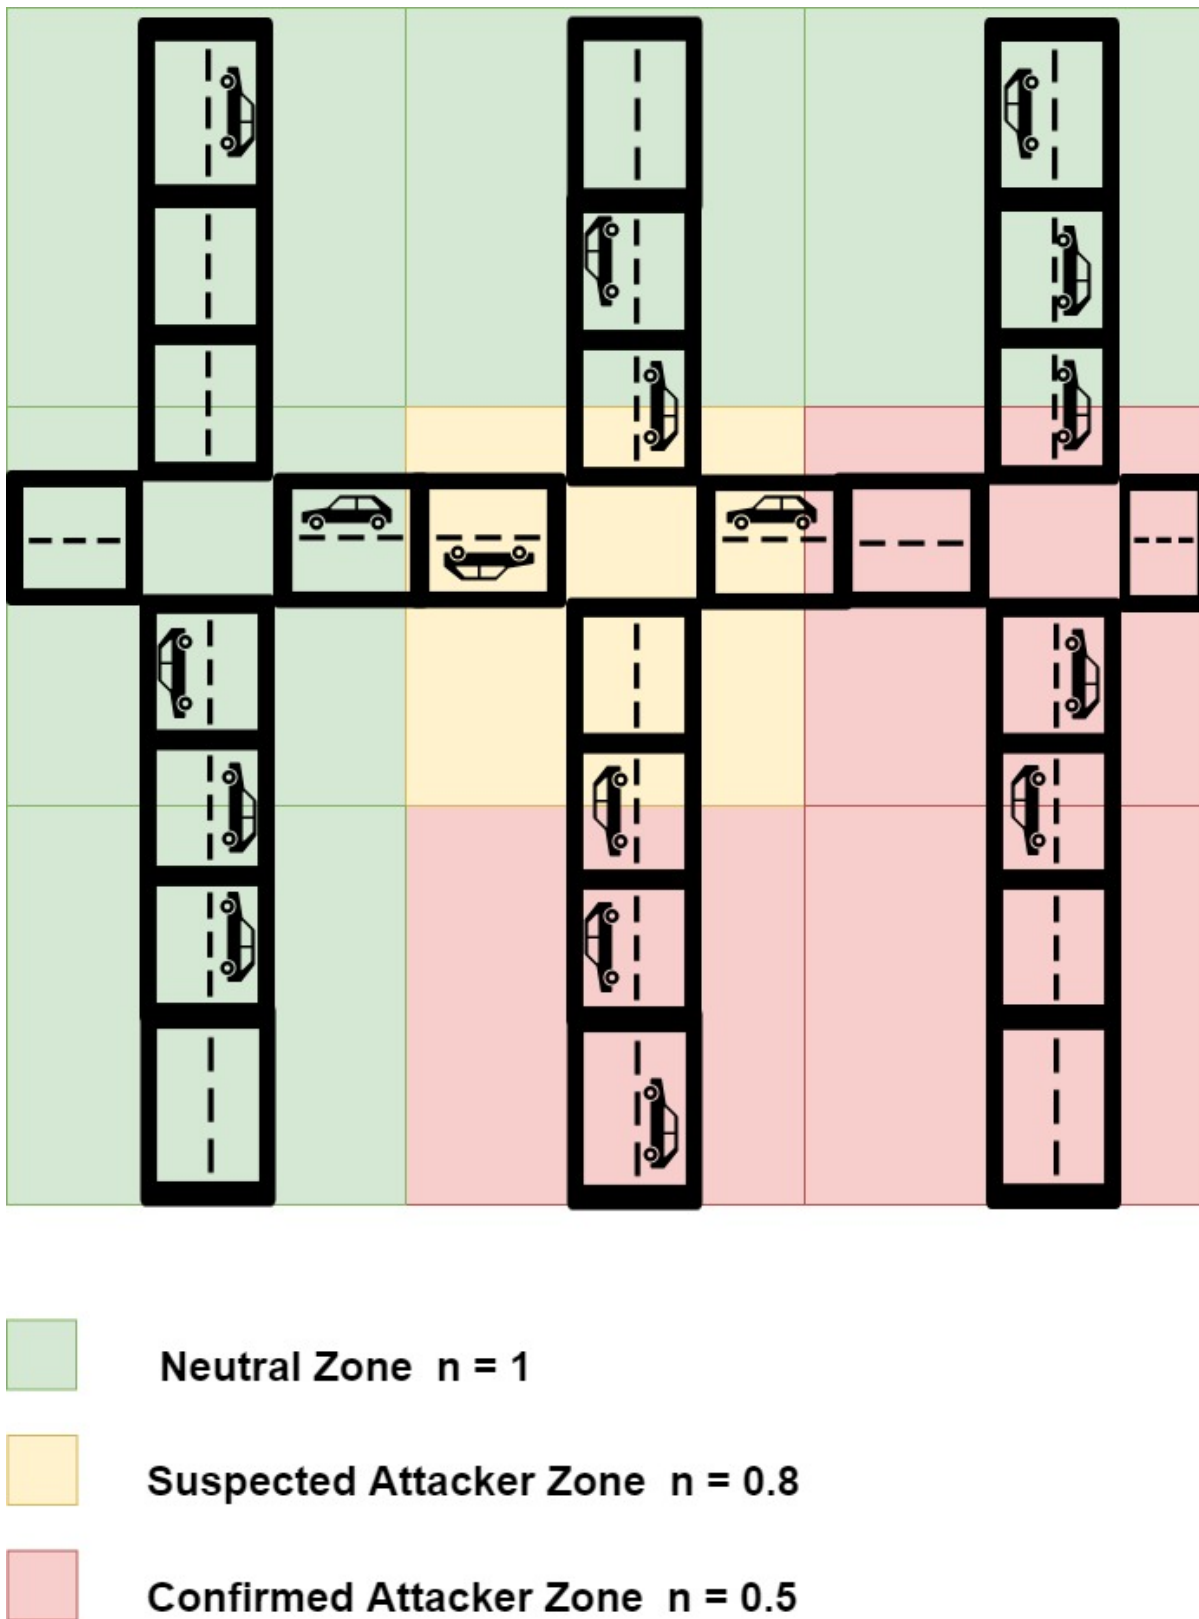 Neutral Zone n = 1
Suspected Attacker Zone n = 0.8
Confirmed Attacker Zone n = 0.5